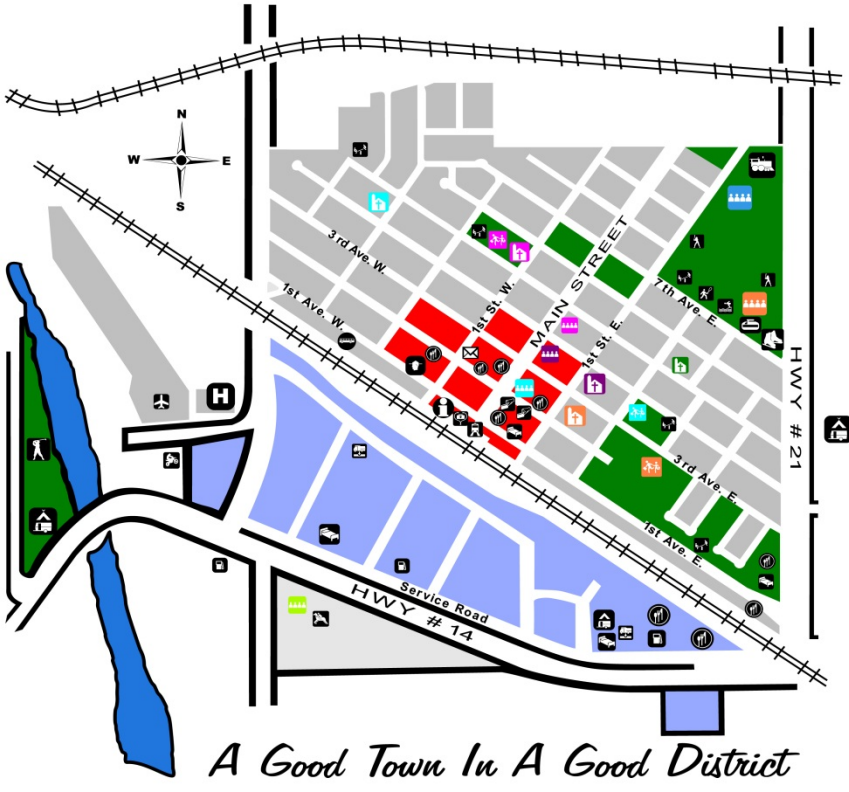 N
W E
S
MAIN STREET
3rd Ave. W.
1st St. W.
1st Ave. W.
7th Ave. E.
1st St. E.
HWY # 21
H
3rd Ave. E.
1st Ave. E.
Service Road
HWY # 14
A Good Town In A Good District